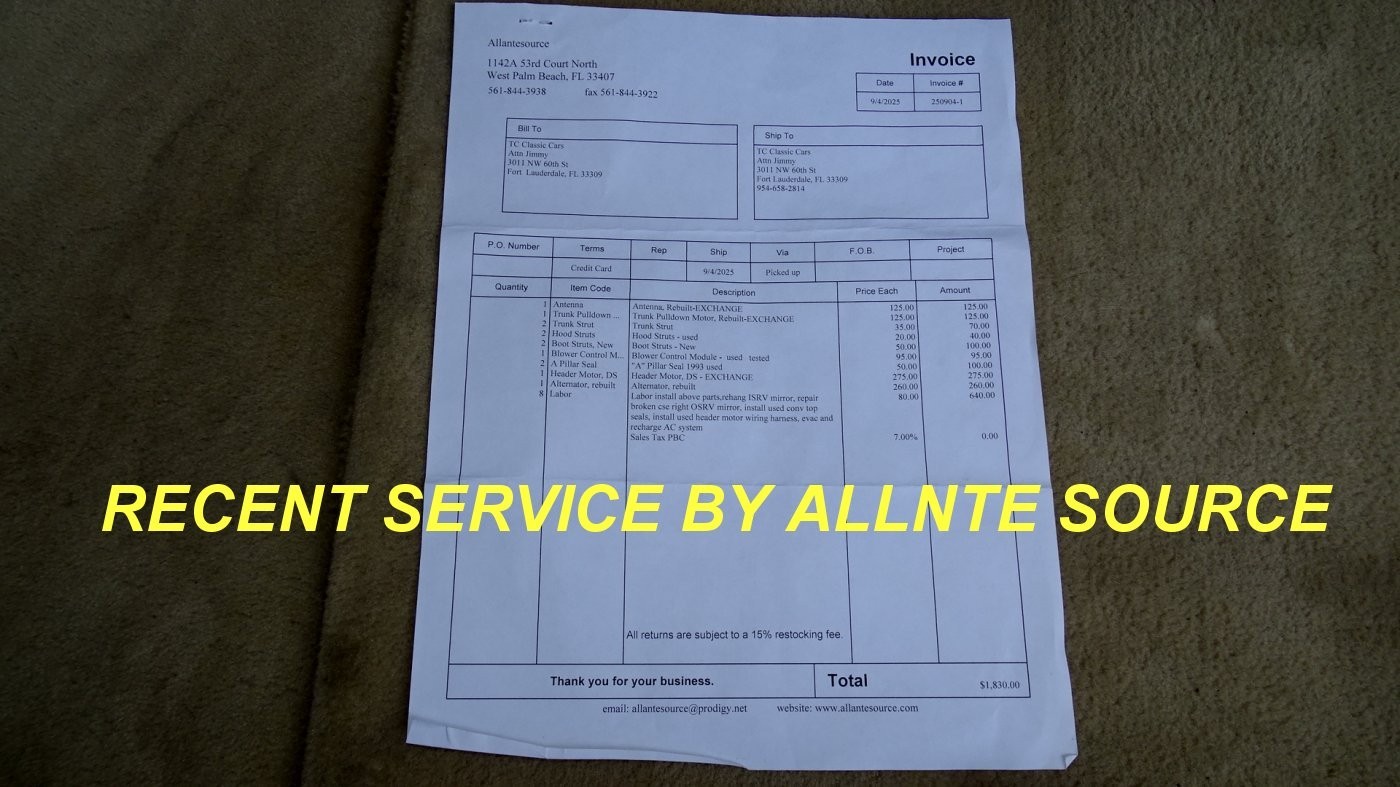 Allantesource
1142A 53rd Court North
West Palm Beach, FL 33407
561-844-3938 fax 561-844-3922
Invoice
Date Invoice #
9/4/2025 250904-1
Bill To
TC Classic Cars
Attn Jimmy
3011 NW 60th St
Fort Lauderdale, FL 33309
Ship To
TC Classic Cars
Attn Jimmy
3011 NW 60th St
Fort Lauderdale, FL 33309
954-658-2814
P.O. Number Terms Rep Ship Via F.O.B. Project
Credit Card 9/4/2025 Picked up
Quantity Item Code Description Price Each Amount
1 Antenna Antenna, Rebuilt-EXCHANGE 125.00 125.00
1 Trunk Pulldown ... Trunk Pulldown Motor, Rebuilt-EXCHANGE 125.00 125.00
2 Trunk Strut Trunk Strut 35.00 70.00
2 Hood Struts Hood Struts - used 20.00 40.00
2 Boot Struts, New Boot Struts - New 50.00 100.00
1 Blower Control M... Blower Control Module - used tested 95.00 95.00
2 A Pillar Seal "A" Pillar Seal 1993 used 50.00 100.00
1 Header Motor, DS Header Motor, DS - EXCHANGE 275.00 275.00
1 Alternator, rebuilt Alternator, rebuilt 260.00 260.00
8 Labor Labor install above parts,rehang ISRV mirror, repair 80.00 640.00
broken cse right OSRV mirror, install used conv top
seals, install used header motor wiring harness, evac and
recharge AC system
Sales Tax PBC 7.00% 0.00
RECENT SERVICE BY ALLNTE SOURCE
All returns are subject to a 15% restocking fee.
Thank you for your business. Total $1,830.00
email: allantesource@prodigy.net website: www.allantesource.com